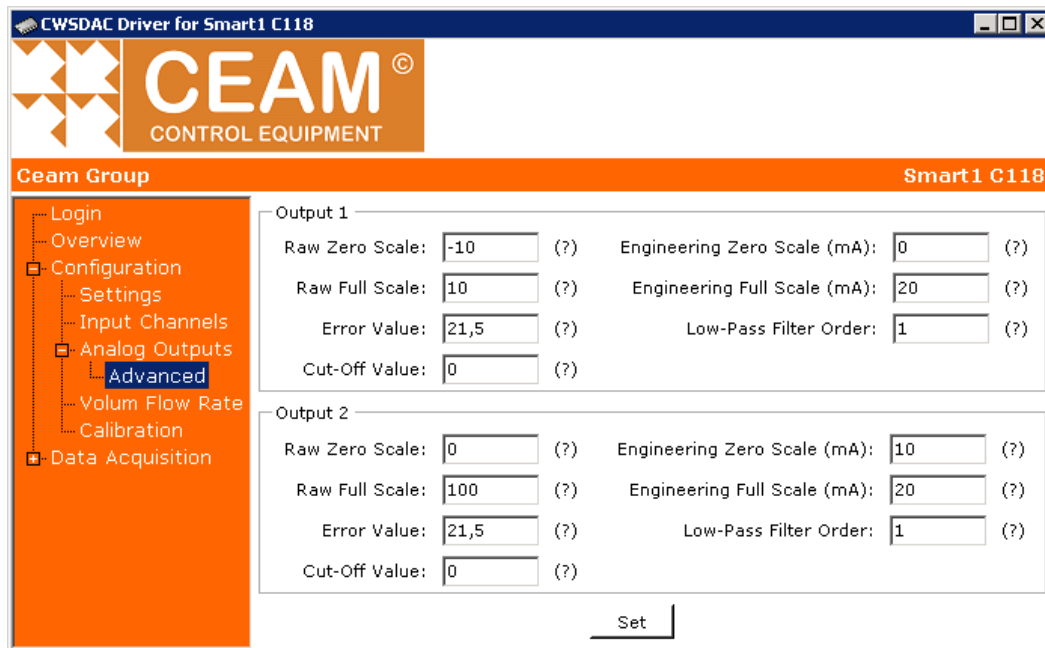 CWSDAC Driver for Smart1 C118
CEAM ©
CONTROL EQUIPMENT
Ceam Group Smart1 C118
Login
Overview
Configuration
Settings
Input Channels
Analog Outputs
Advanced
Volum Flow Rate
Calibration
Data Acquisition
Output 1
Raw Zero Scale: -10 (?) Engineering Zero Scale (mA): 0 (?)
Raw Full Scale: 10 (?) Engineering Full Scale (mA): 20 (?)
Error Value: 21,5 (?) Low-Pass Filter Order: 1 (?)
Cut-Off Value: 0 (?)
Output 2
Raw Zero Scale: 0 (?) Engineering Zero Scale (mA): 10 (?)
Raw Full Scale: 100 (?) Engineering Full Scale (mA): 20 (?)
Error Value: 21,5 (?) Low-Pass Filter Order: 1 (?)
Cut-Off Value: 0 (?)
Set